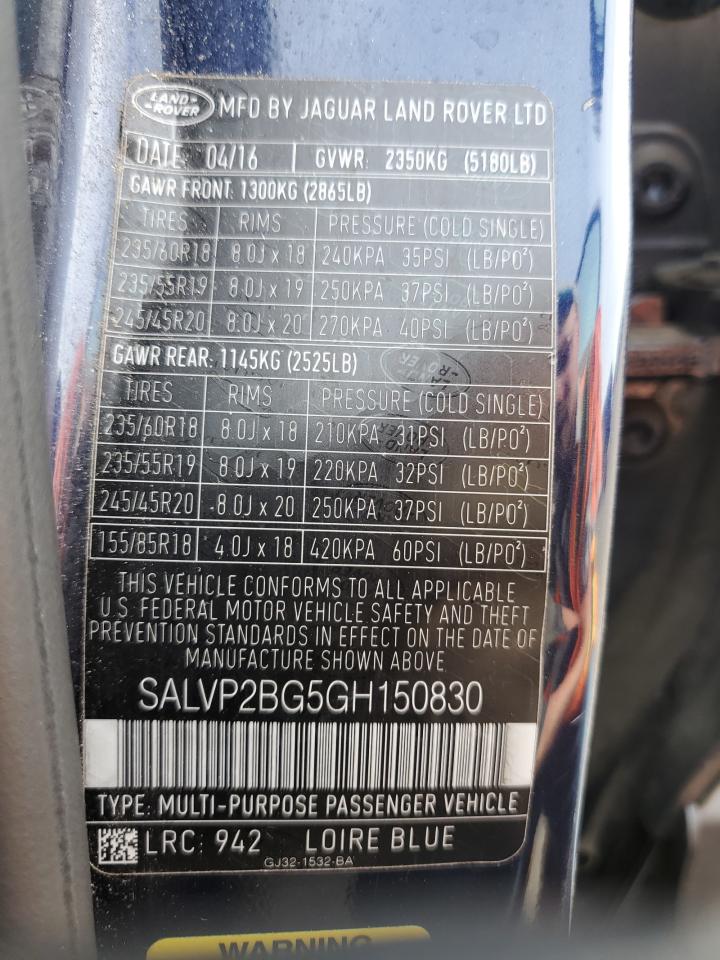 LAND ROVER MFD BY JAGUAR LAND ROVER LTD
DATE: 04/16 GVWR: 2350KG (5180LB)
GAWR FRONT: 1300KG (2865LB)
TIRES RIMS PRESSURE (COLD SINGLE)
235/60R18 8.0J x 18 240KPA 35PSI (LB/PO²)
235/55R19 8.0J x 19 250KPA 37PSI (LB/PO²)
245/45R20 8.0J x 20 270KPA 40PSI (LB/PO²)
GAWR REAR: 1145KG (2525LB)
TIRES RIMS PRESSURE (COLD SINGLE)
235/60R18 8.0J x 18 210KPA 31PSI (LB/PO²)
235/55R19 8.0J x 19 220KPA 32PSI (LB/PO²)
245/45R20 8.0J x 20 250KPA 37PSI (LB/PO²)
155/85R18 4.0J x 18 420KPA 60PSI (LB/PO²)
THIS VEHICLE CONFORMS TO ALL APPLICABLE
U.S. FEDERAL MOTOR VEHICLE SAFETY AND THEFT
PREVENTION STANDARDS IN EFFECT ON THE DATE OF
MANUFACTURE SHOWN ABOVE
SALVP2BG5GH150830
TYPE: MULTI-PURPOSE PASSENGER VEHICLE
LRC: 942 LOIRE BLUE
GJ32-1532-BA
WARNING